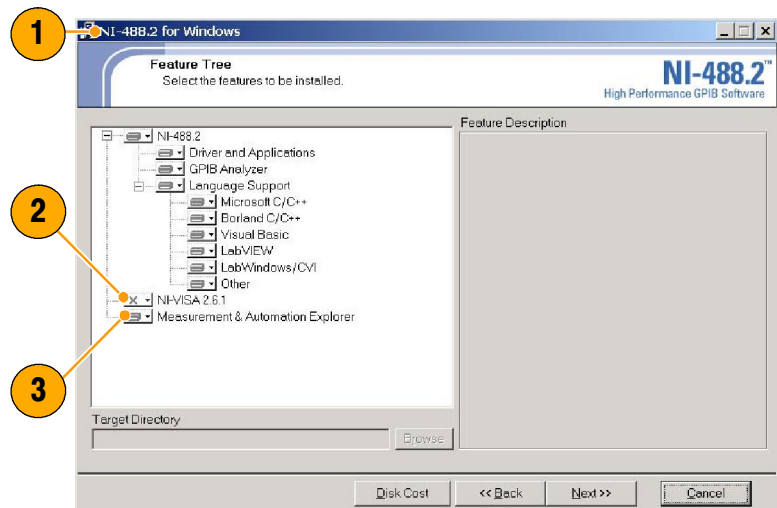 1
NI-488.2 for Windows
Feature Tree
Select the features to be installed.
NI-488.2™
High Performance GPIB Software
Feature Description
NI-488.2
Driver and Applications
GPIB Analyzer
Language Support
Microsoft C/C++
Borland C/C++
Visual Basic
LabVIEW
LabWindows/CVI
Other
2
NI-VISA 2.6.1
Measurement & Automation Explorer
3
Target Directory
Browse
Disk Cost
<< Back
Next >>
Cancel